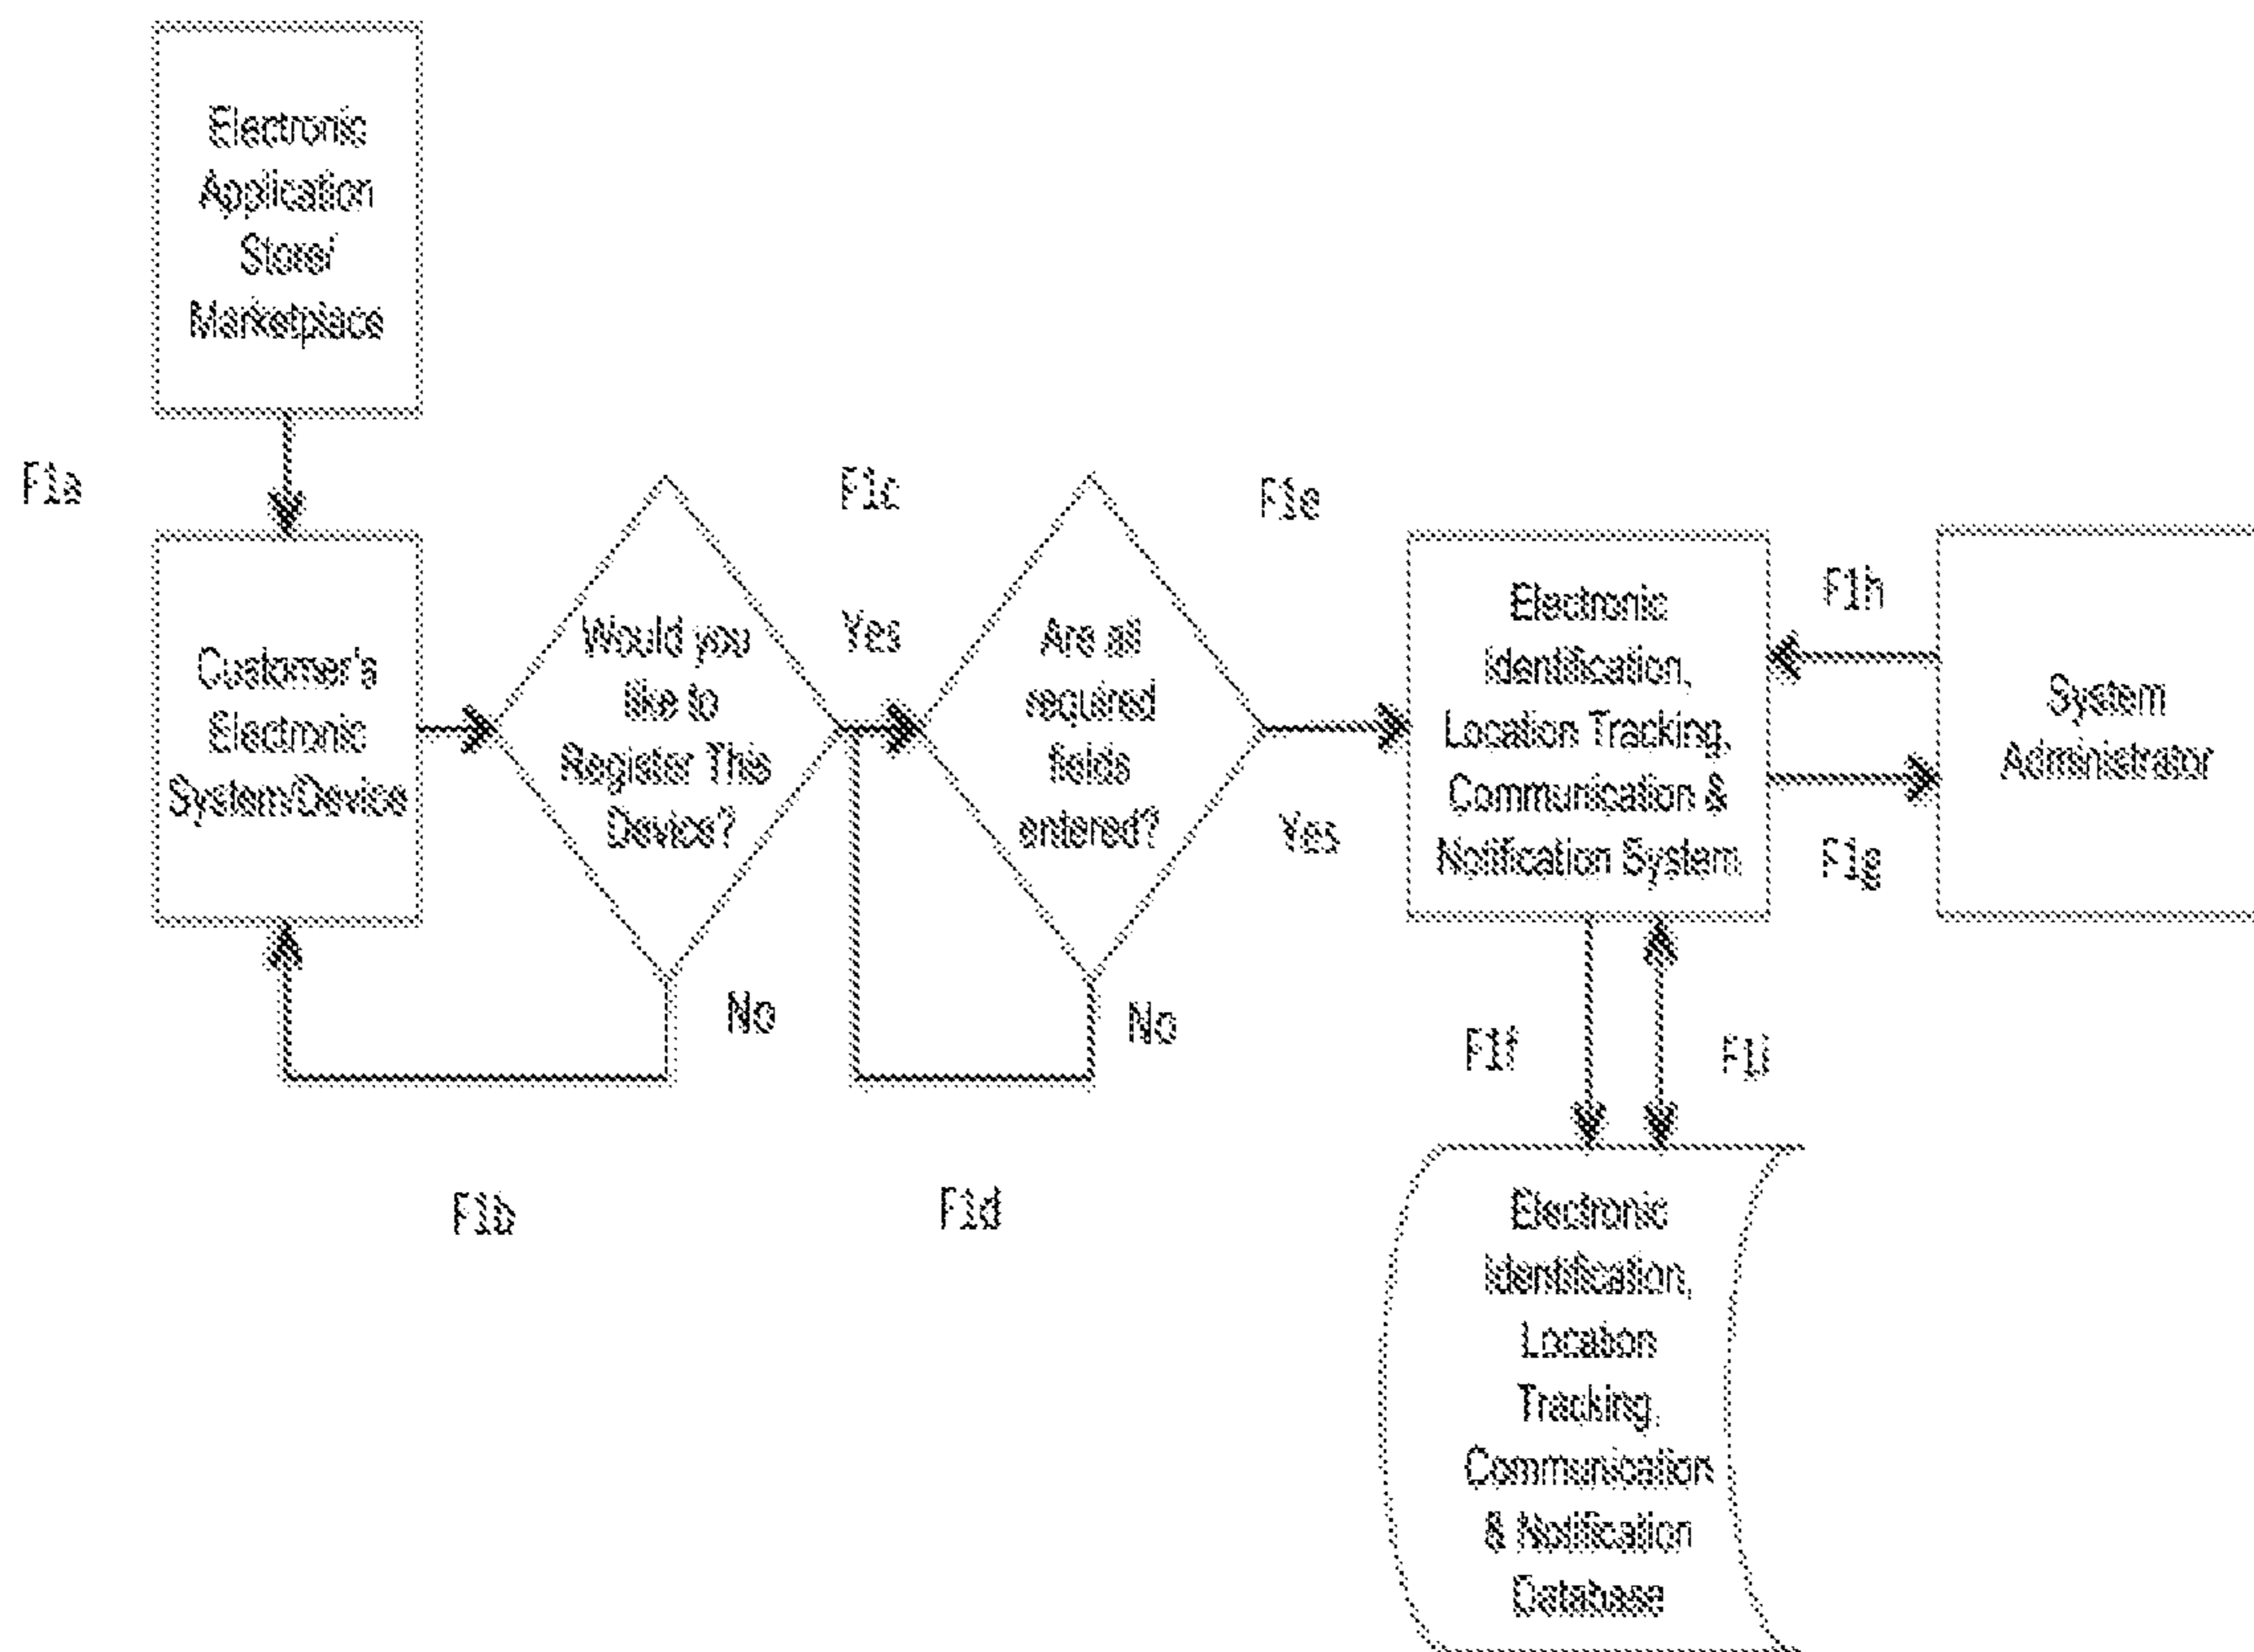 Electronic
Application
Store/
Marketplace
F1a
Customer's
Electronic
System/Device
Would you
like to
Register This
Device?
No
F1b
F1c
Yes
Are all
required
fields
entered?
No
F1d
F1e
Yes
Electronic
Identification,
Location Tracking,
Communication &
Notification System
F1h
F1g
System
Administrator
F1f
F1i
Electronic
Identification,
Location
Tracking,
Communication
& Notification
Database